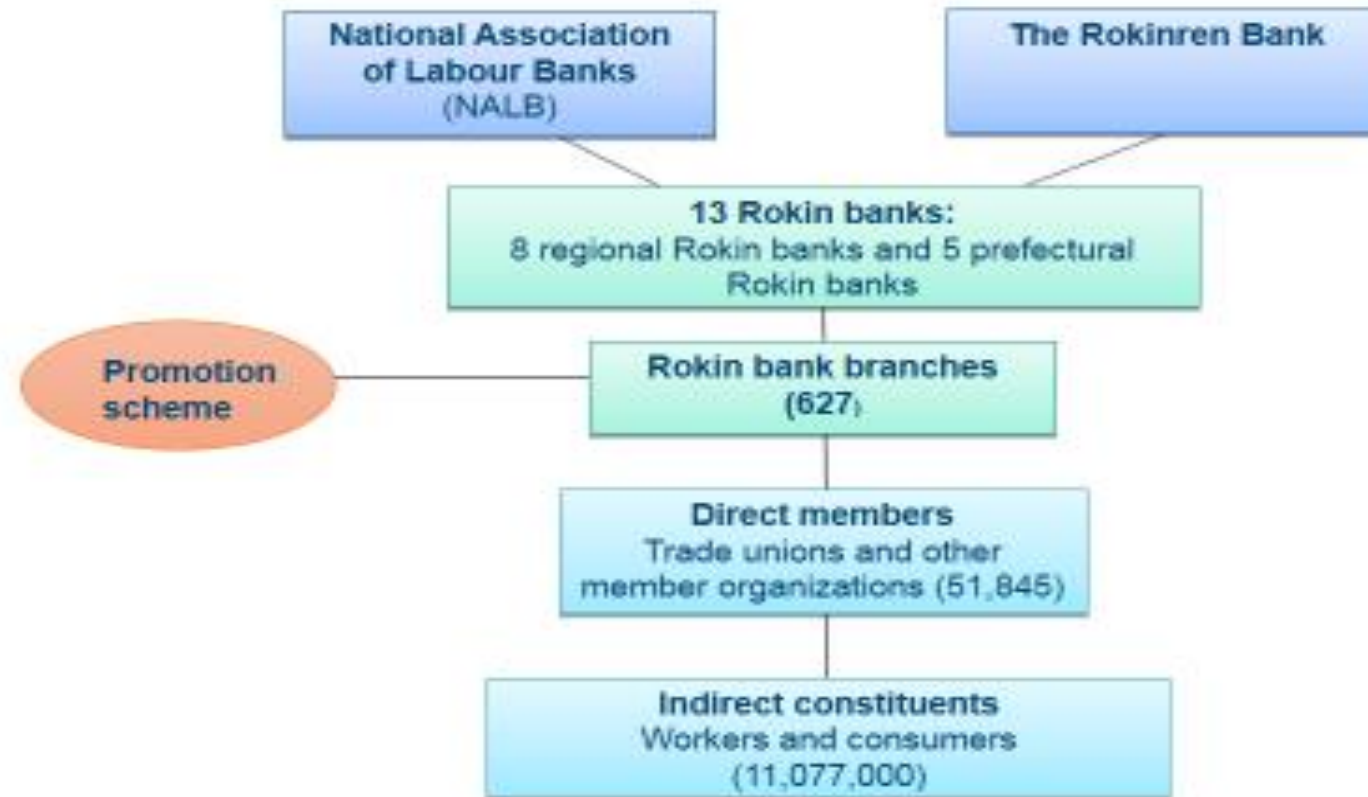 National Association
of Labour Banks
(NALB)
The Rokinren Bank
13 Rokin banks:
8 regional Rokin banks and 5 prefectural
Rokin banks
Promotion
scheme
Rokin bank branches
(627)
Direct members
Trade unions and other
member organizations (51,845)
Indirect constituents
Workers and consumers
(11,077,000)